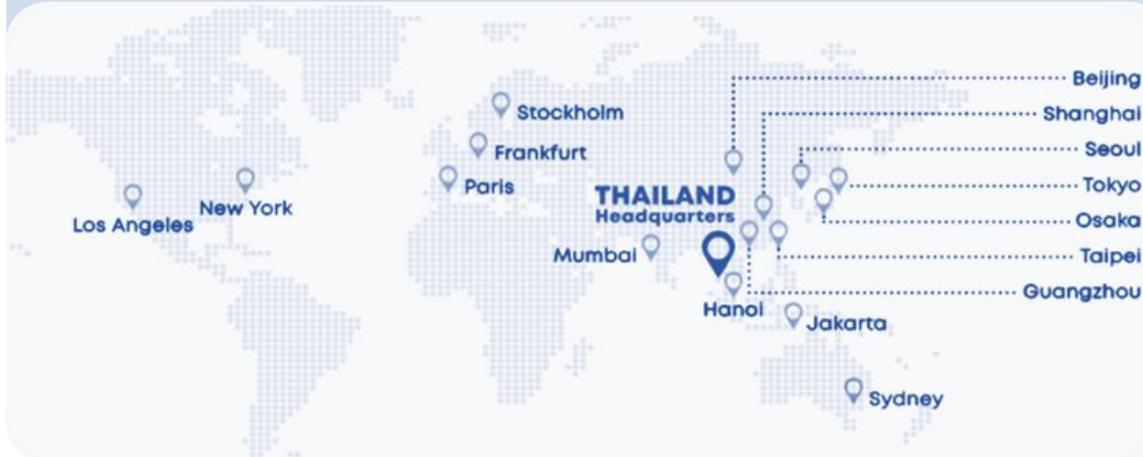 Beijing
Shanghai
Stockholm
Seoul
Frankfurt
Tokyo
Paris
THAILAND
Headquarters
New York
Los Angeles
Osaka
Mumbai
Taipei
Guangzhou
Hanoi
Jakarta
Sydney